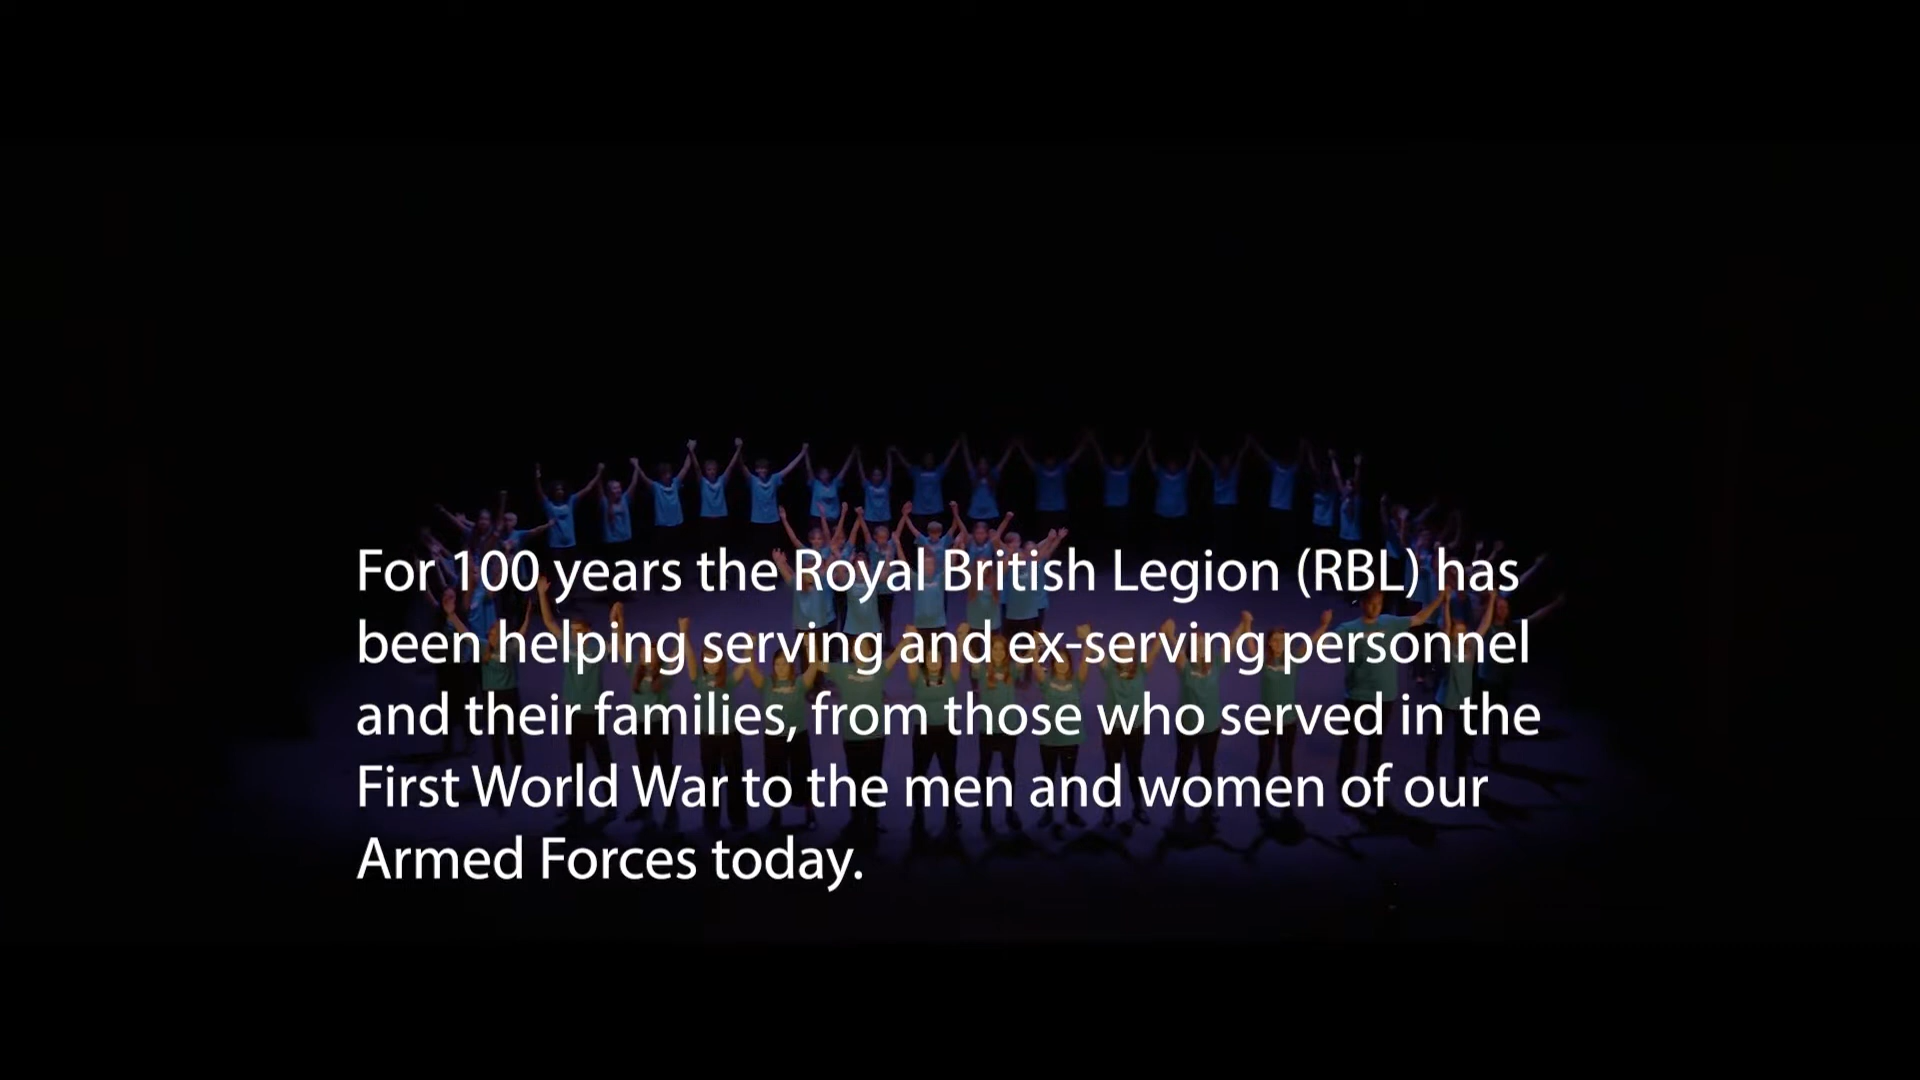 For 100 years the Royal British Legion (RBL) has
been helping serving and ex-serving personnel
and their families, from those who served in the
First World War to the men and women of our
Armed Forces today.